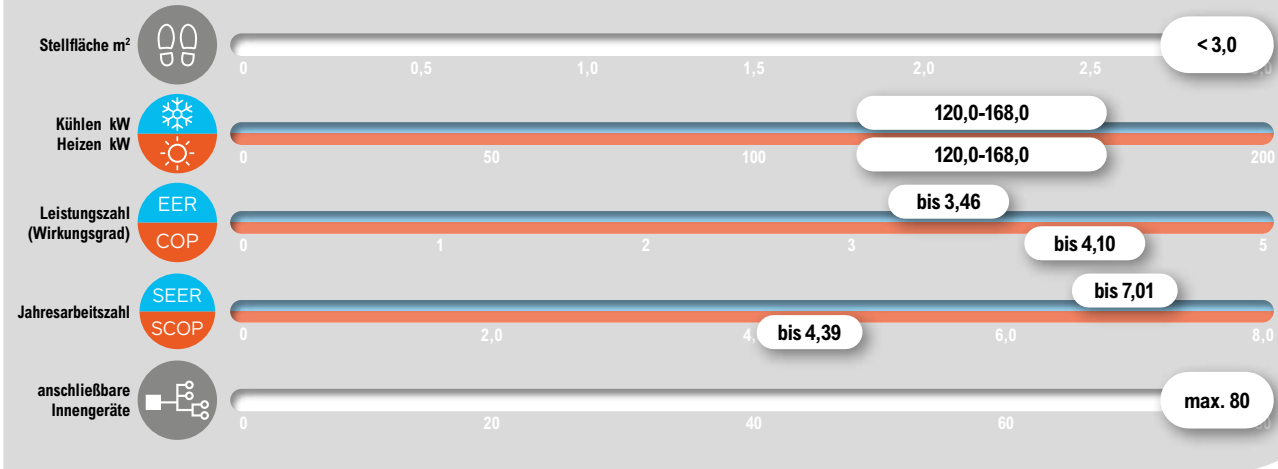 Stellfläche m²
< 3,0
0 0,5 1,0 1,5 2,0 2,5
Kühlen kW
Heizen kW
120,0-168,0
120,0-168,0
0 50 100 200
Leistungszahl
(Wirkungsgrad)
EER
COP
bis 3,46
bis 4,10
0 1 2 3 5
Jahresarbeitszahl
SEER
SCOP
bis 7,01
bis 4,39
0 2,0 4, 6,0 8,0
anschließbare
Innengeräte
max. 80
0 20 40 60